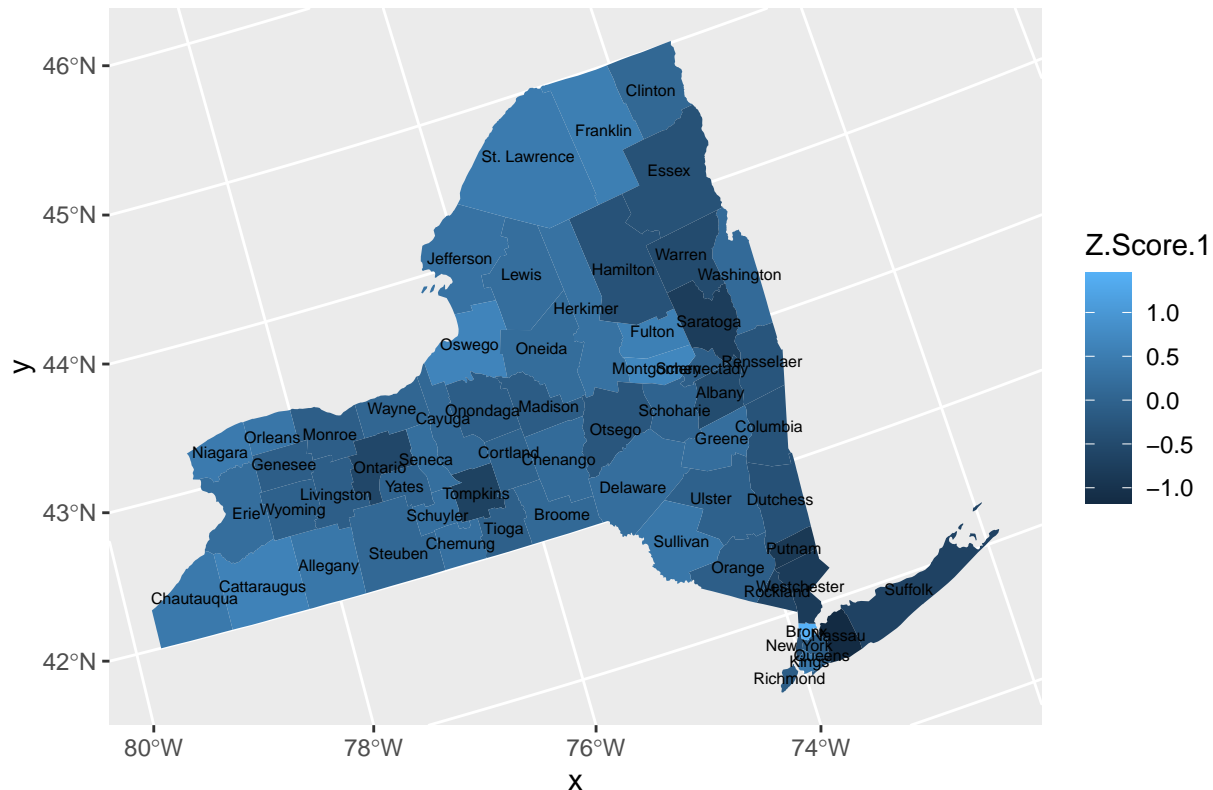 46°N
45°N
44°N
43°N
42°N
y
80°W
78°W
76°W
74°W
x
Clinton
Franklin
St. Lawrence
Essex
Jefferson
Lewis
Hamilton
Warren
Washington
Herkimer
Saratoga
Fulton
Oswego
Oneida
Montgomery
Schenectady
Rensselaer
Albany
Wayne
Cayuga
Onondaga
Madison
Schoharie
Otsego
Greene
Columbia
Niagara
Orleans
Monroe
Genesee
Ontario
Seneca
Cortland
Chenango
Livingston
Yates
Tompkins
Delaware
Ulster
Dutchess
Erie
Wyoming
Schuyler
Tioga
Broome
Chemung
Steuben
Allegany
Sullivan
Putnam
Orange
Cattaraugus
Chautauqua
Westchester
Rockland
Suffolk
Bronx
Nassau
New York
Queens
Kings
Richmond
Z.Score.1
1.0
0.5
0.0
−0.5
−1.0